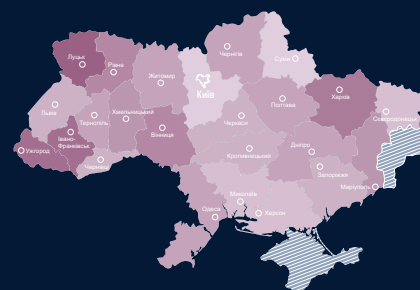 Чернігів
Луцьк
Рівне
Суми
Житомир
Київ
Харків
Полтава
Львів
Хмельницький
Тернопіль
Черкаси
Сєвєродонецьк
Вінниця
Івано-
Франківськ
Дніпро
Ужгород
Кропивницький
Чернівці
Запоріжжя
Маріуполь
Миколаїв
Одеса
Херсон